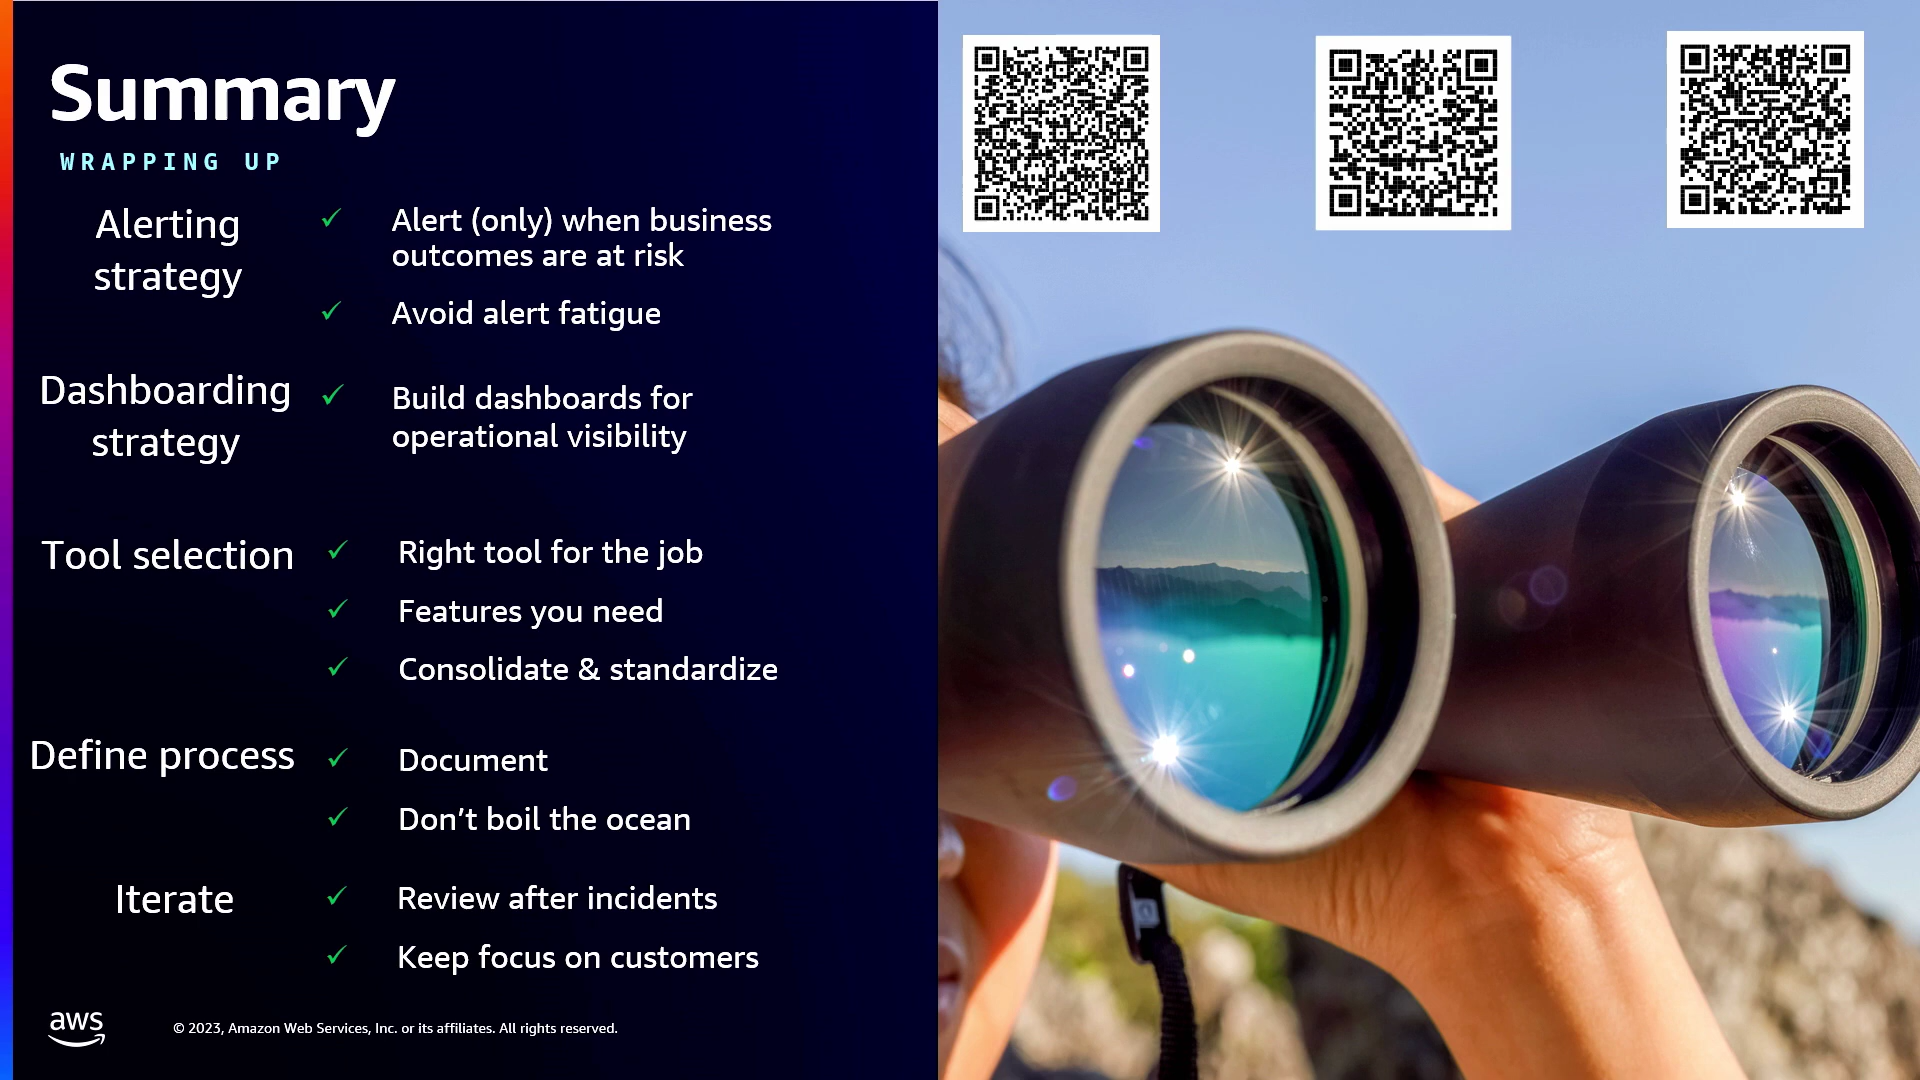 Summary
WRAPPING UP
Alerting
strategy
✓ Alert (only) when business
outcomes are at risk
✓ Avoid alert fatigue
Dashboarding
strategy
✓ Build dashboards for
operational visibility
Tool selection
✓ Right tool for the job
✓ Features you need
✓ Consolidate & standardize
Define process
✓ Document
✓ Don’t boil the ocean
Iterate
✓ Review after incidents
✓ Keep focus on customers
aws
© 2023, Amazon Web Services, Inc. or its affiliates. All rights reserved.